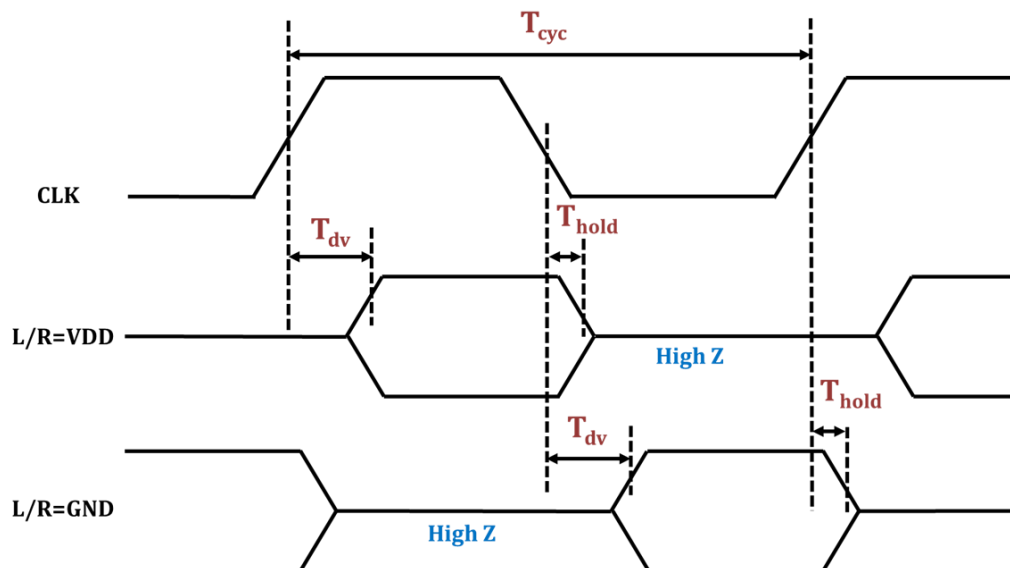 Tcyc
CLK
Tdv
Thold
L/R=VDD
High Z
Thold
Tdv
L/R=GND
High Z